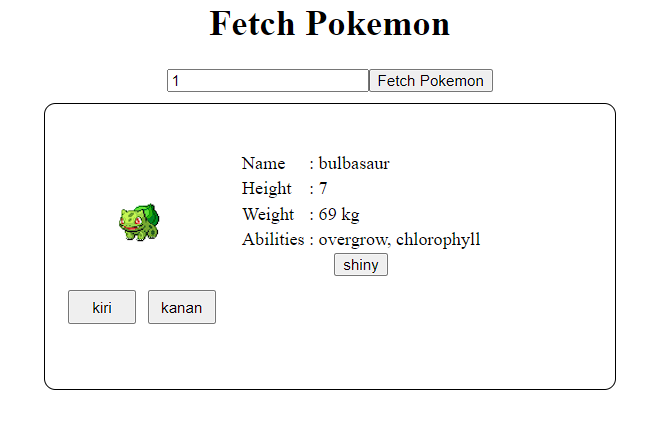 Fetch Pokemon
1 Fetch Pokemon
Name : bulbasaur
Height : 7
Weight : 69 kg
Abilities : overgrow, chlorophyll
shiny
kiri kanan